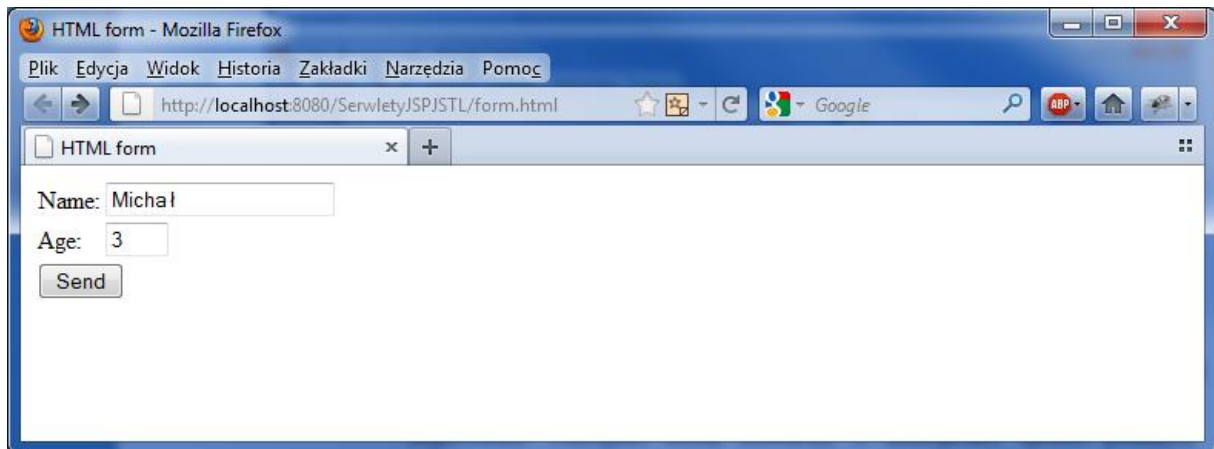 HTML form - Mozilla Firefox
Plik Edycja Widok Historia Zakładki Narzędzia Pomoc
http://localhost:8080/SerwletyJSPJSTL/form.html Google ABP
HTML form
Name: Michał
Age: 3
Send